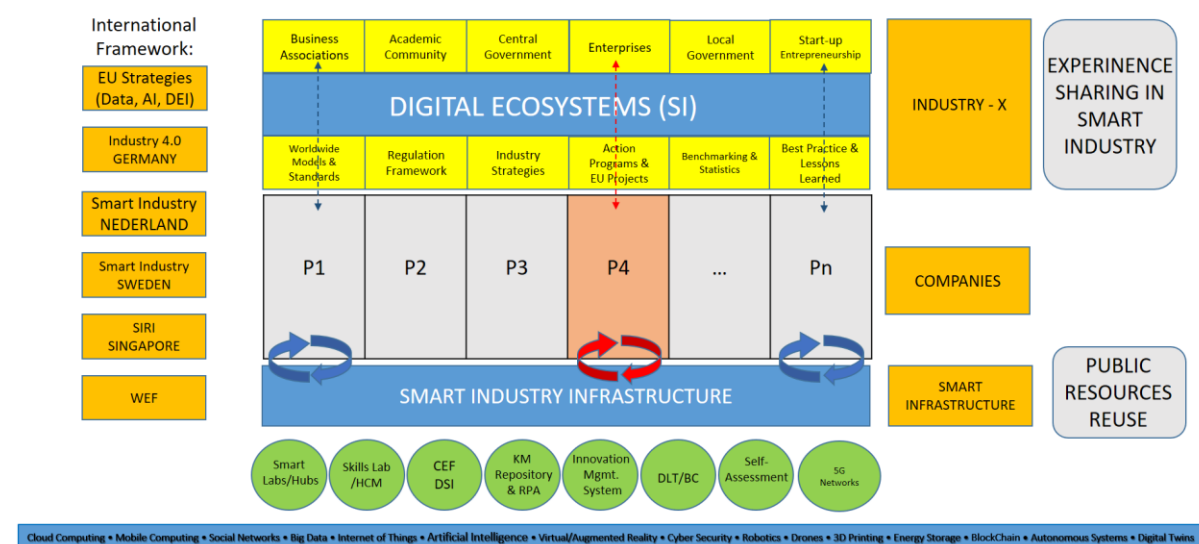 International
Framework:
EU Strategies
(Data, AI, DEI)
Industry 4.0
GERMANY
Smart Industry
NEDERLAND
Smart Industry
SWEDEN
SIRI
SINGAPORE
WEF
Business
Associations
Academic
Community
Central
Government
Enterprises
Local
Government
Start-up
Entrepreneurship
DIGITAL ECOSYSTEMS (SI)
Worldwide
Models &
Standards
Regulation
Framework
Industry
Strategies
Action
Programs &
EU Projects
Benchmarking &
Statistics
Best Practice &
Lessons
Learned
P1
P2
P3
P4
...
Pn
SMART INDUSTRY INFRASTRUCTURE
INDUSTRY - X
COMPANIES
SMART
INFRASTRUCTURE
EXPERINENCE
SHARING IN
SMART
INDUSTRY
PUBLIC
RESOURCES
REUSE
Smart
Labs/Hubs
Skills Lab
/HCM
CEF
DSI
KM
Repository
& RPA
Innovation
Mgmt.
System
DLT/BC
Self-
Assessment
5G
Networks
Cloud Computing • Mobile Computing • Social Networks • Big Data • Internet of Things • Artificial Intelligence • Virtual/Augmented Reality • Cyber Security • Robotics • Drones • 3D Printing • Energy Storage • BlockChain • Autonomous Systems • Digital Twins